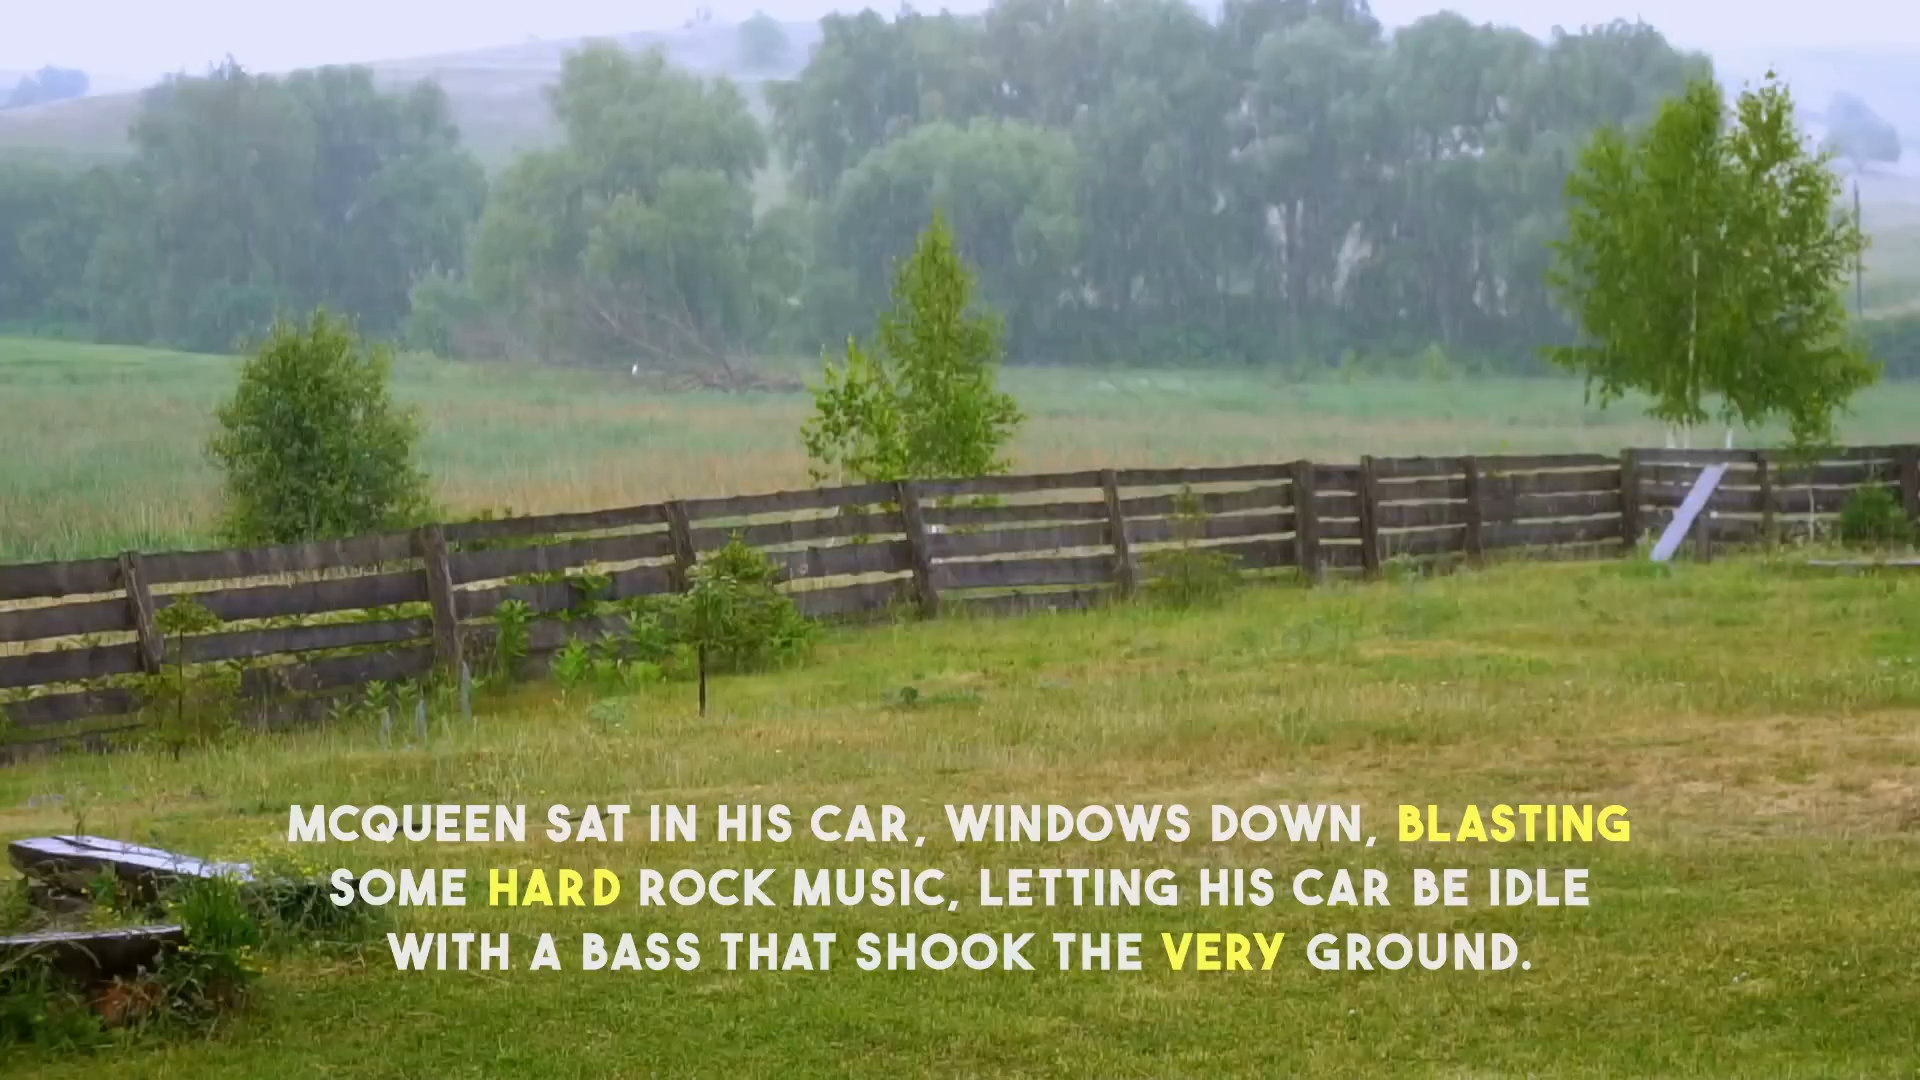 MCQUEEN SAT IN HIS CAR, WINDOWS DOWN, BLASTING
SOME HARD ROCK MUSIC, LETTING HIS CAR BE IDLE
WITH A BASS THAT SHOOK THE VERY GROUND.